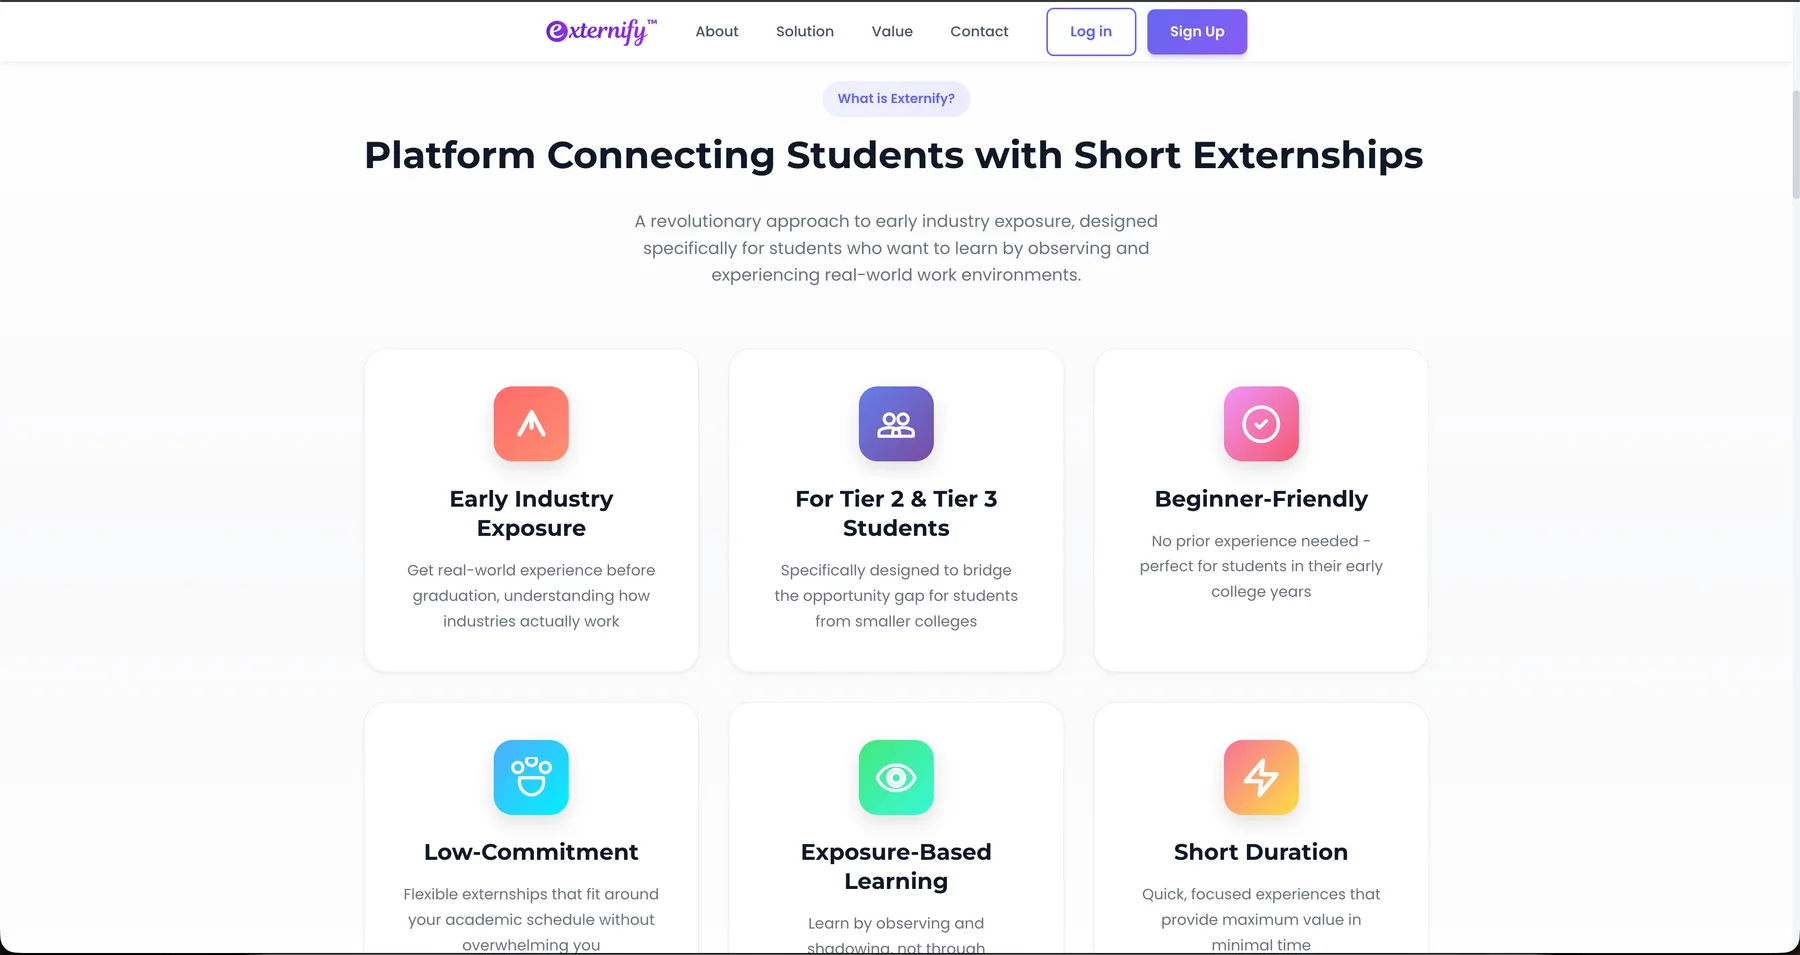 externify™
About
Solution
Value
Contact
Log in
Sign Up
What is Externify?
Platform Connecting Students with Short Externships
A revolutionary approach to early industry exposure, designed
specifically for students who want to learn by observing and
experiencing real-world work environments.
Early Industry
Exposure
Get real-world experience before
graduation, understanding how
industries actually work
For Tier 2 & Tier 3
Students
Specifically designed to bridge
the opportunity gap for students
from smaller colleges
Beginner-Friendly
No prior experience needed -
perfect for students in their early
college years
Low-Commitment
Flexible externships that fit around
your academic schedule without
overwhelming you
Exposure-Based
Learning
Learn by observing and
shadowing, not through
Short Duration
Quick, focused experiences that
provide maximum value in
minimal time